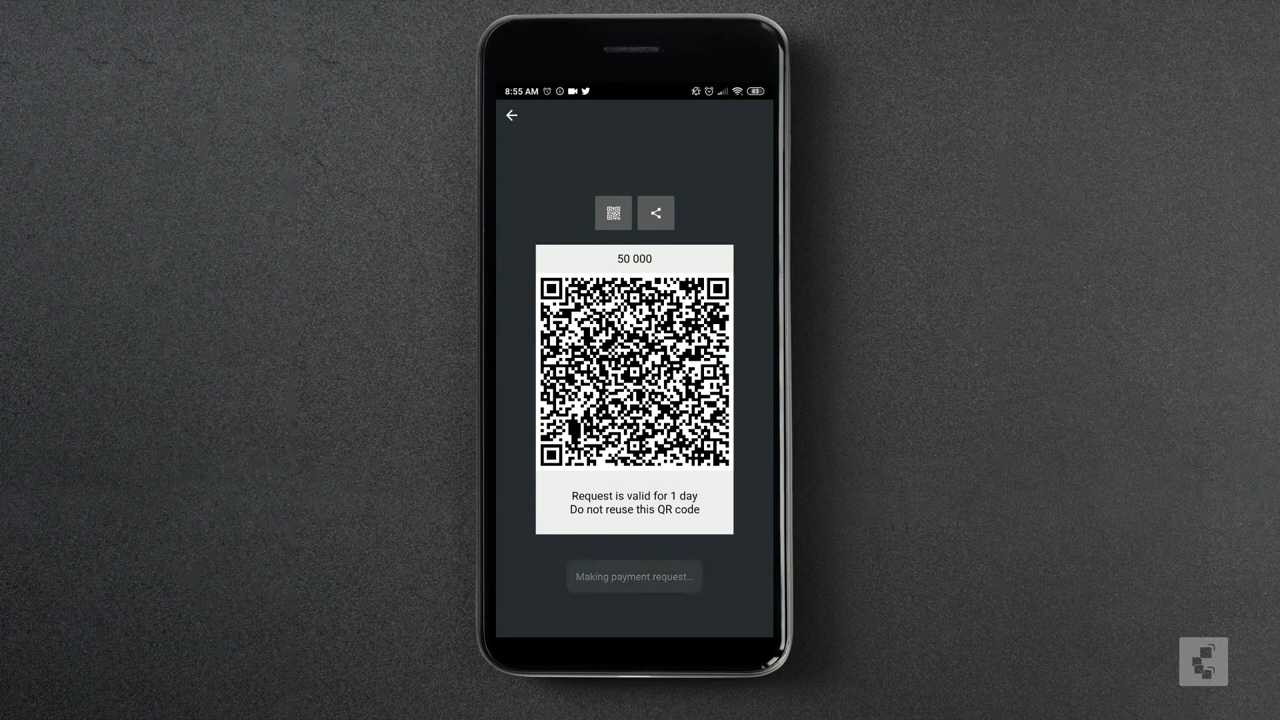 8:55 AM
83
50 000
Request is valid for 1 day
Do not reuse this QR code
Making payment request...